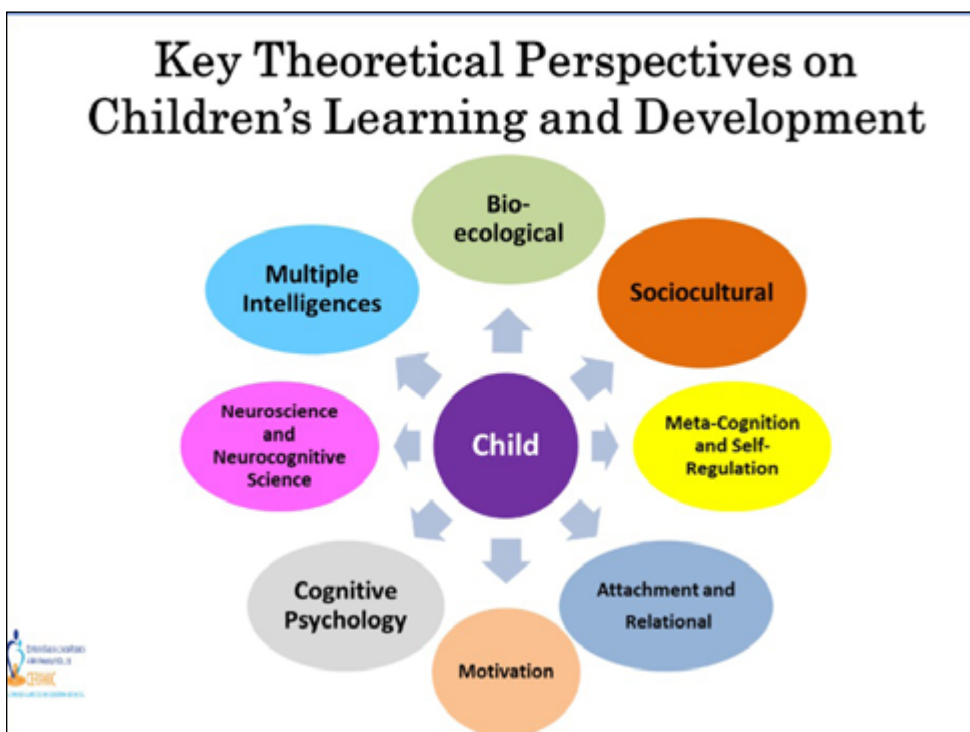 Key Theoretical Perspectives on
Children's Learning and Development
Bio-
ecological
Sociocultural
Meta-Cognition
and Self-
Regulation
Attachment and
Relational
Motivation
Cognitive
Psychology
Neuroscience
and
Neurocognitive
Science
Multiple
Intelligences
Child